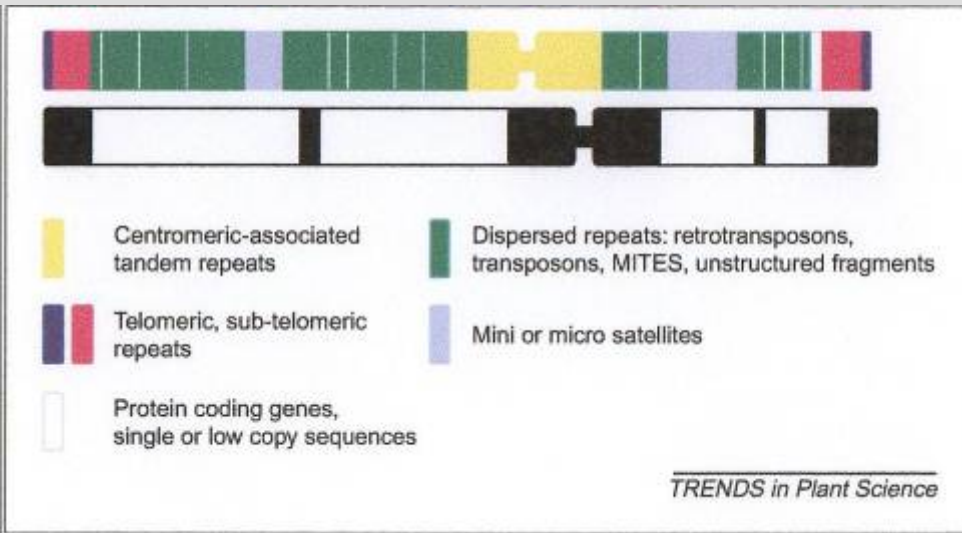 Centromeric-associated
tandem repeats
Dispersed repeats: retrotransposons,
transposons, MITES, unstructured fragments
Telomeric, sub-telomeric
repeats
Mini or micro satellites
Protein coding genes,
single or low copy sequences
TRENDS in Plant Science